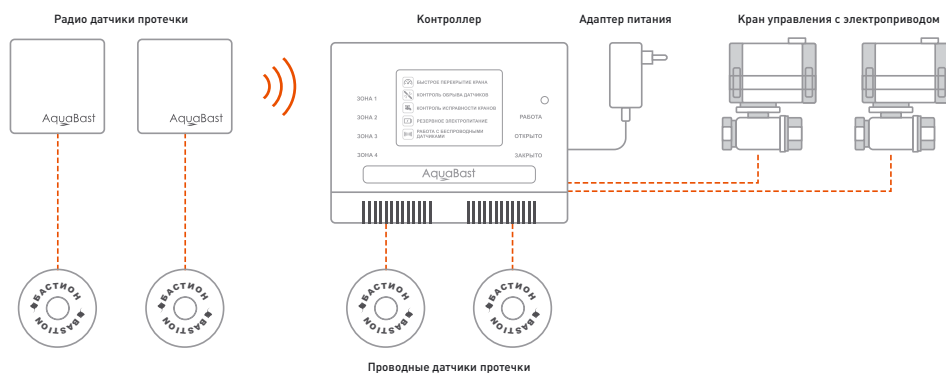 Радио датчики протечки
Контроллер
Адаптер питания
Кран управления с электроприводом
AquaBast
AquaBast
БЫСТРОЕ ПЕРЕКРЫТИЕ КРАНА
КОНТРОЛЬ ОБРЫВА ДАТЧИКОВ
КОНТРОЛЬ ИСПРАВНОСТИ КРАНОВ
РЕЗЕРВНОЕ ЭЛЕКТРОПИТАНИЕ
РАБОТА С БЕСПРОВОДНЫМИ
ДАТЧИКАМИ
ЗОНА 1
ЗОНА 2
ЗОНА 3
ЗОНА 4
РАБОТА
ОТКРЫТО
ЗАКРЫТО
AquaBast
БАСТИОН
BASTION
БАСТИОН
BASTION
БАСТИОН
BASTION
БАСТИОН
BASTION
Проводные датчики протечки